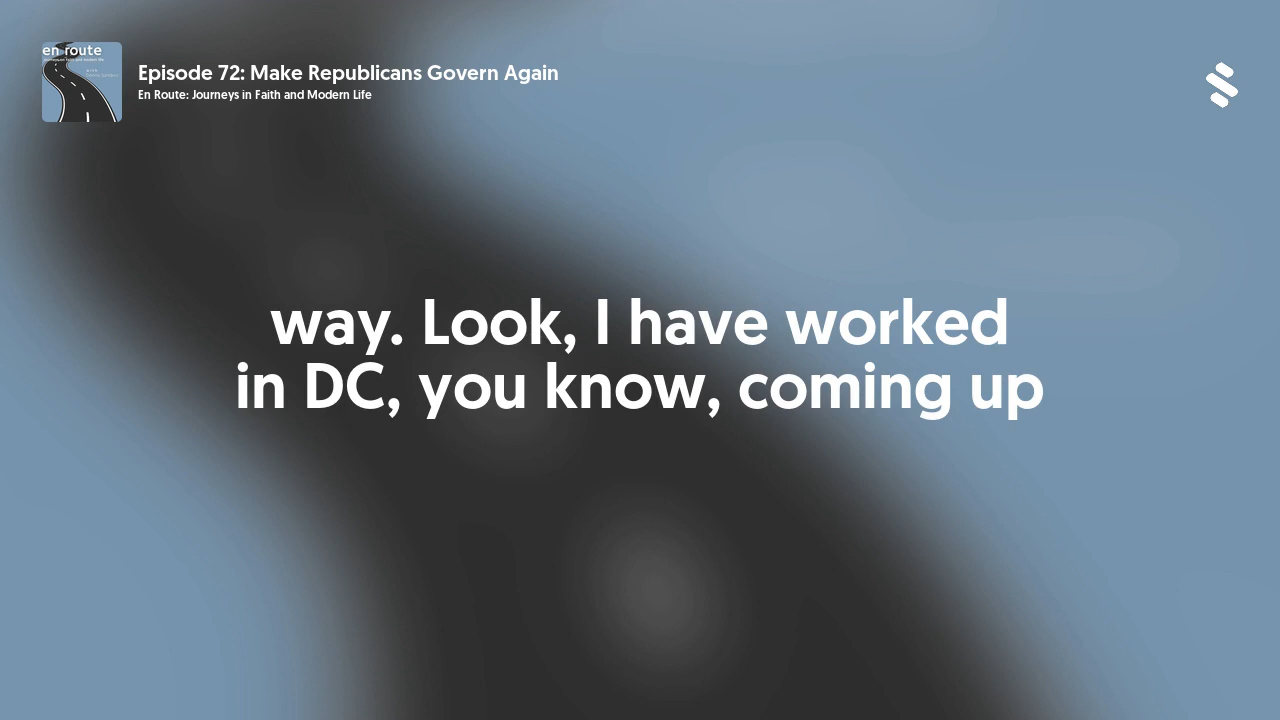 en route
Episode 72: Make Republicans Govern Again
En Route: Journeys in Faith and Modern Life
way. Look, I have worked
in DC, you know, coming up